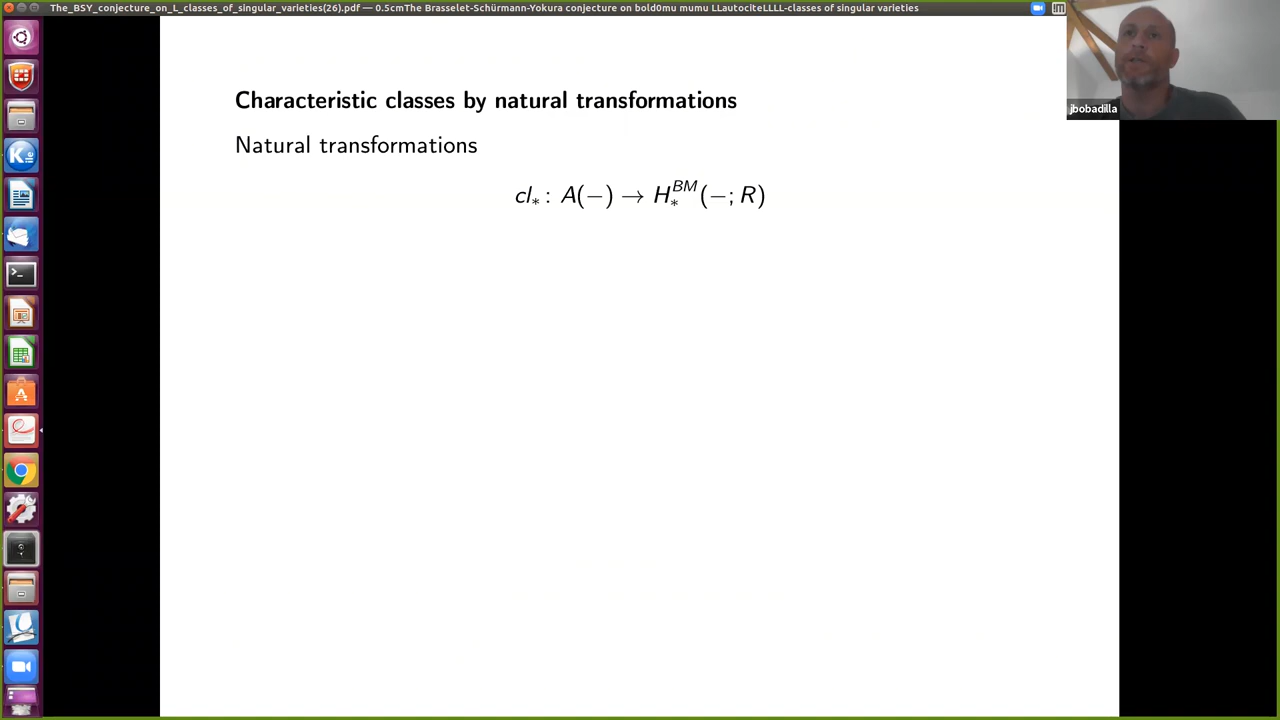 The_BSY_conjecture_on_L_classes_of_singular_varieties(26).pdf — 0.5cmThe Brasselet-Schürmann-Yokura conjecture on bold0mu mumu LLautociteLLLL-classes of singular varieties
jbobadilla
Characteristic classes by natural transformations
Natural transformations
cl_* : A(−) → H_*^{BM}(−; R)